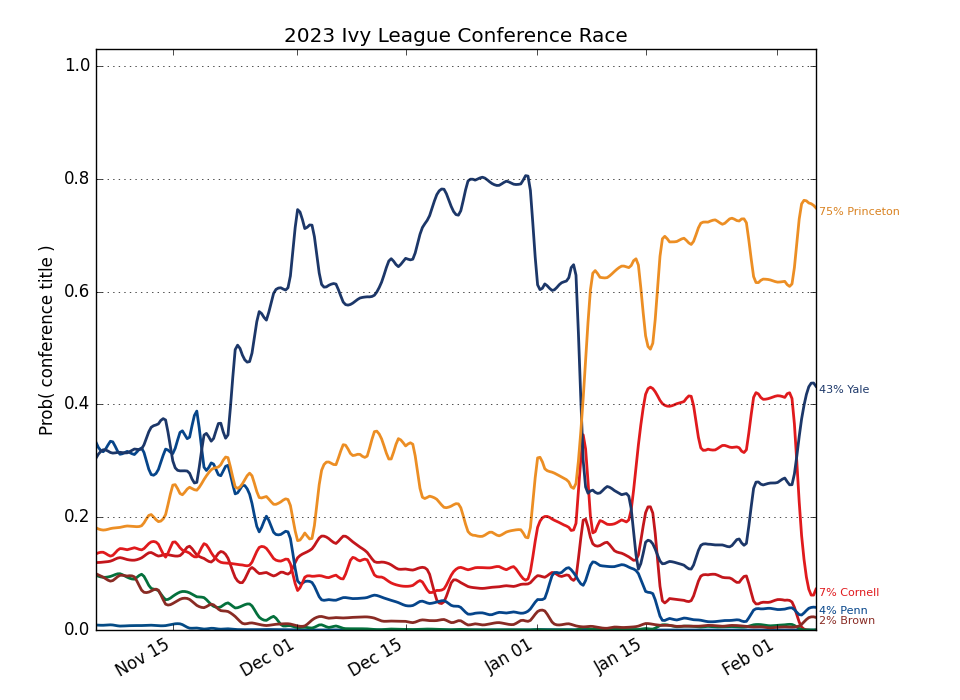 2023 Ivy League Conference Race
Prob( conference title )
1.0
0.8
0.6
0.4
0.2
0.0
Nov 15
Dec 01
Dec 15
Jan 01
Jan 15
Feb 01
75% Princeton
43% Yale
7% Cornell
4% Penn
2% Brown